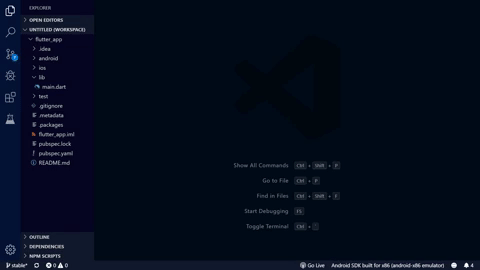 EXPLORER
OPEN EDITORS
UNTITLED (WORKSPACE)
flutter_app
.idea
android
ios
lib
main.dart
test
.gitignore
.metadata
.packages
flutter_app.iml
pubspec.lock
pubspec.yaml
README.md
Show All Commands Ctrl + Shift + P
Go to File Ctrl + P
Find in Files Ctrl + Shift + F
Start Debugging F5
Toggle Terminal Ctrl + `
OUTLINE
DEPENDENCIES
NPM SCRIPTS
stable* 0 0 Go Live Android SDK built for x86 (android-x86 emulator) 4